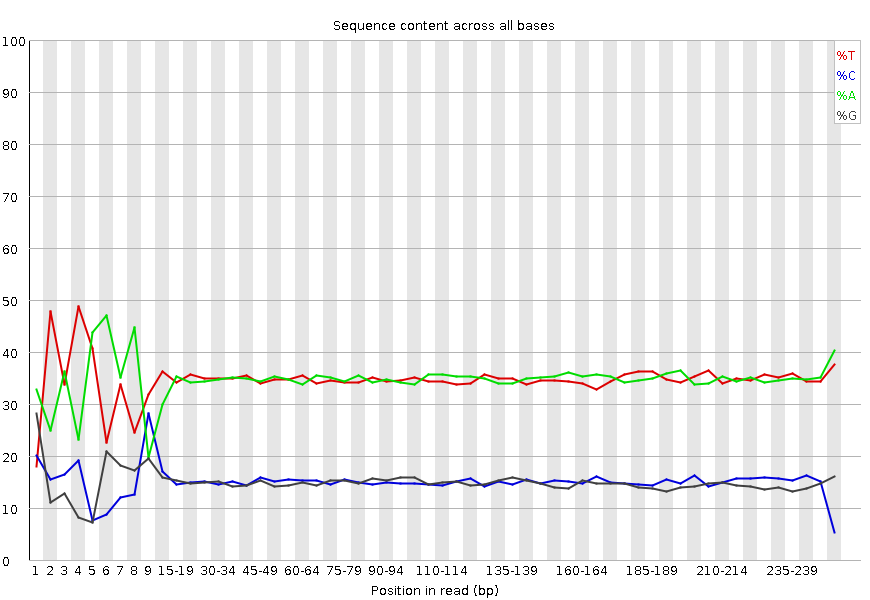 Sequence content across all bases
100
90
80
70
60
50
40
30
20
10
0
%T
%C
%A
%G
1 2 3 4 5 6 7 8 9 15-19 30-34 45-49 60-64 75-79 90-94 110-114 135-139 160-164 185-189 210-214 235-239
Position in read (bp)